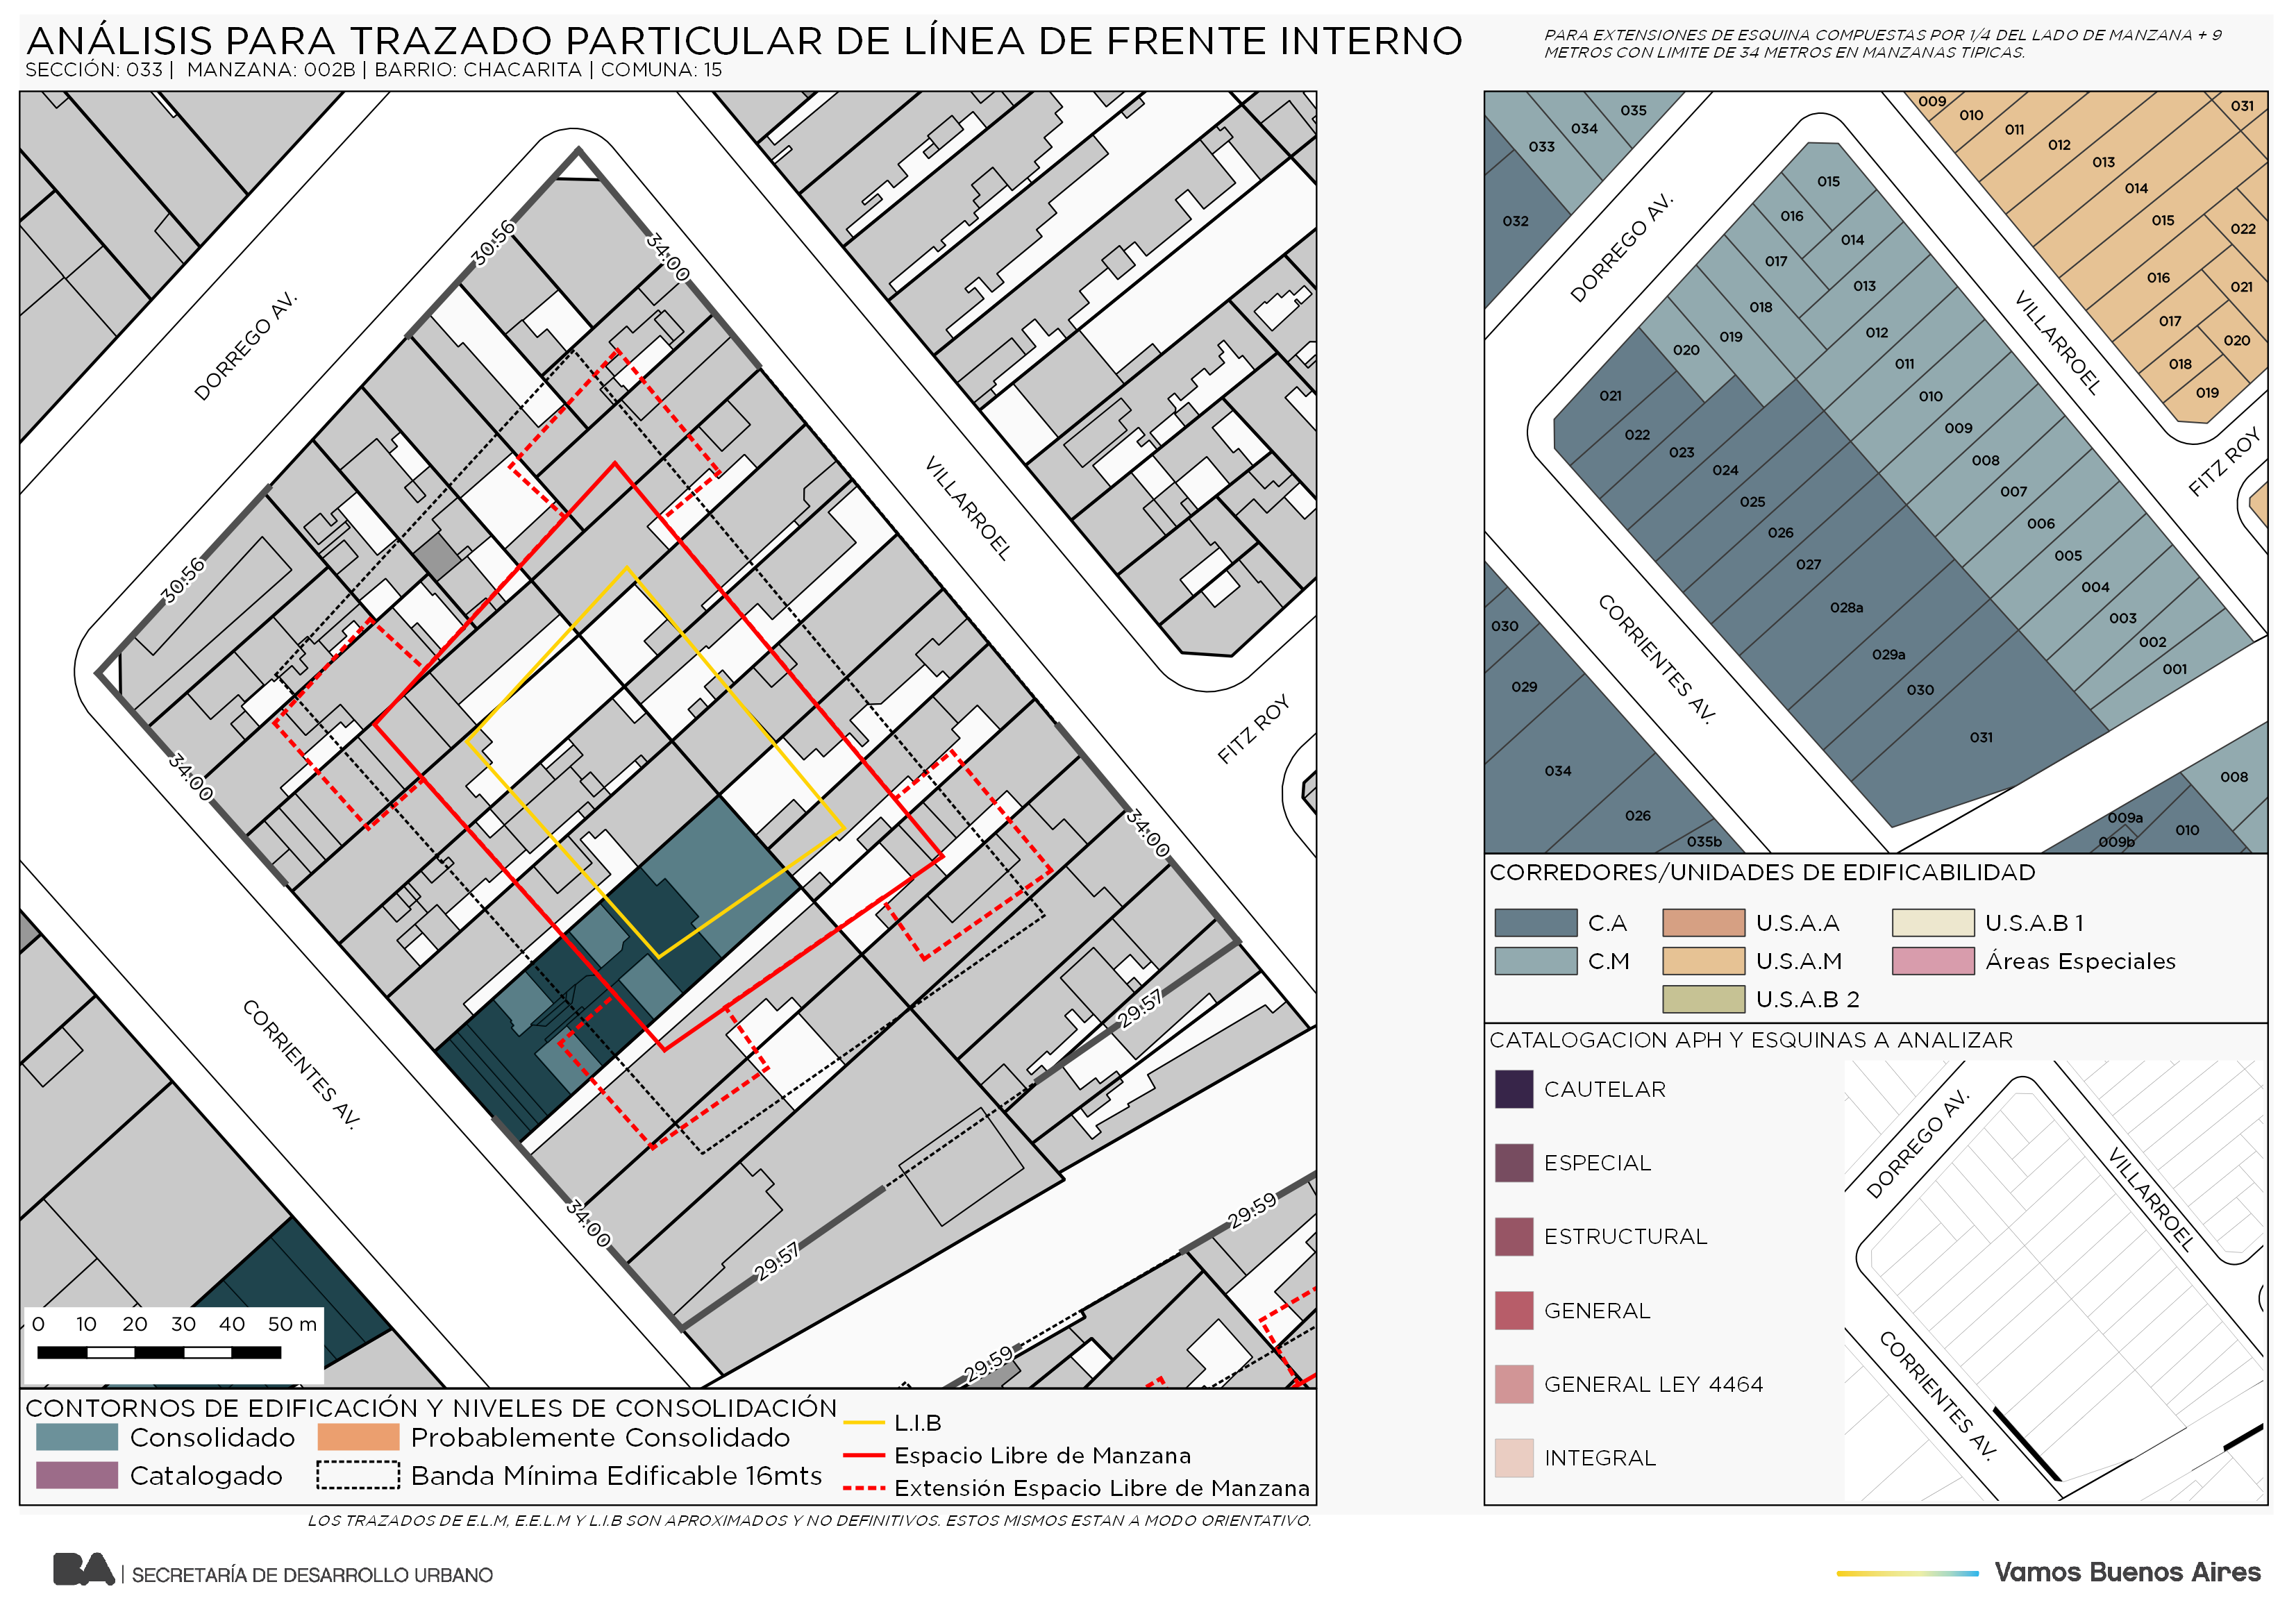 ANÁLISIS PARA TRAZADO PARTICULAR DE LÍNEA DE FRENTE INTERNO
SECCIÓN: 033 | MANZANA: 002B | BARRIO: CHACARITA | COMUNA: 15
PARA EXTENSIONES DE ESQUINA COMPUESTAS POR 1/4 DEL LADO DE MANZANA + 9
METROS CON LIMITE DE 34 METROS EN MANZANAS TIPICAS.
30:56
34:00
DORREGO AV.
VILLARROEL
30:56
34:00
FITZ ROY
34:00
CORRIENTES AV.
29:57
34:00
29:57
29:59
29:59
0 10 20 30 40 50 m
CONTORNOS DE EDIFICACIÓN Y NIVELES DE CONSOLIDACIÓN
Consolidado
Probablemente Consolidado
Catalogado
Banda Mínima Edificable 16mts
L.I.B
Espacio Libre de Manzana
Extensión Espacio Libre de Manzana
LOS TRAZADOS DE E.L.M, E.E.L.M Y L.I.B SON APROXIMADOS Y NO DEFINITIVOS. ESTOS MISMOS ESTAN A MODO ORIENTATIVO.
035
034
033
032
009
010
011
012
013
014
015
016
017
018
019
031
022
021
020
DORREGO AV.
VILLARROEL
FITZ ROY
CORRIENTES AV.
015
016
014
017
013
018
012
019
011
020
010
021
009
022
008
023
007
024
006
025
005
026
004
027
003
028a
002
029a
001
030
031
030
029
034
026
035b
008
009a
010
009b
CORREDORES/UNIDADES DE EDIFICABILIDAD
C.A
U.S.A.A
U.S.A.B 1
C.M
U.S.A.M
Áreas Especiales
U.S.A.B 2
CATALOGACION APH Y ESQUINAS A ANALIZAR
CAUTELAR
ESPECIAL
ESTRUCTURAL
GENERAL
GENERAL LEY 4464
INTEGRAL
DORREGO AV.
VILLARROEL
CORRIENTES AV.
BA | SECRETARÍA DE DESARROLLO URBANO
Vamos Buenos Aires